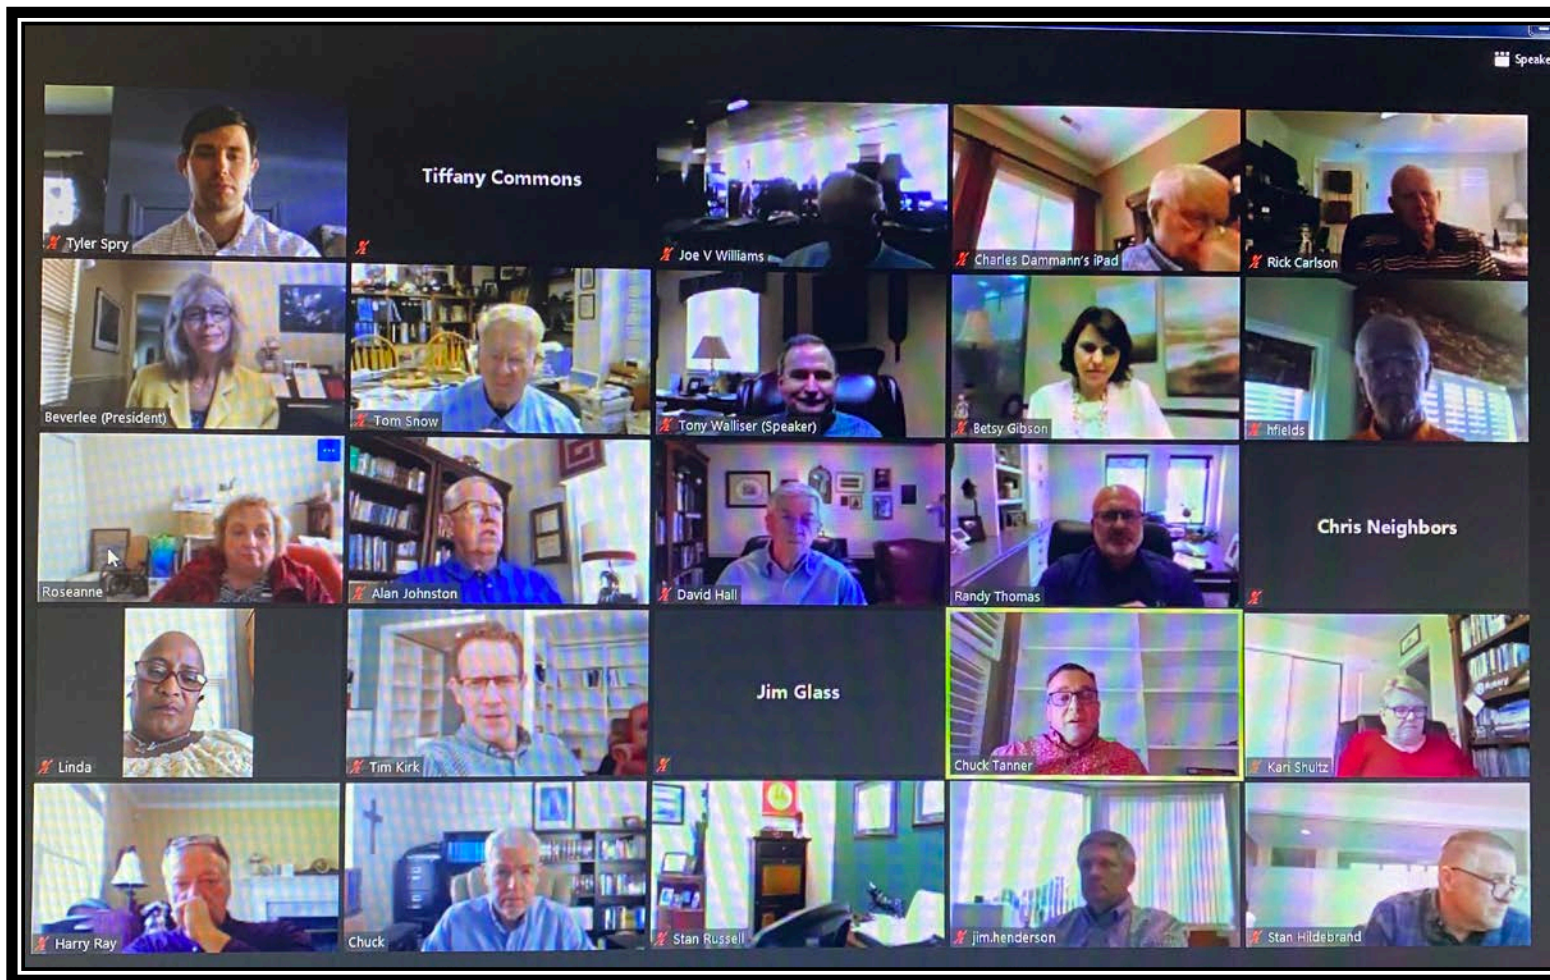 Speake
Tyler Spry
Tiffany Commons
Joe V Williams
Charles Dammann's iPad
Rick Carlson
Beverlee (President)
Tom Snow
Tony Walliser (Speaker)
Betsy Gibson
hfields
Roseanne
Alan Johnston
David Hall
Randy Thomas
Chris Neighbors
Linda
Tim Kirk
Jim Glass
Chuck Tanner
Kari Shultz
Harry Ray
Chuck
Stan Russell
jim.henderson
Stan Hildebrand